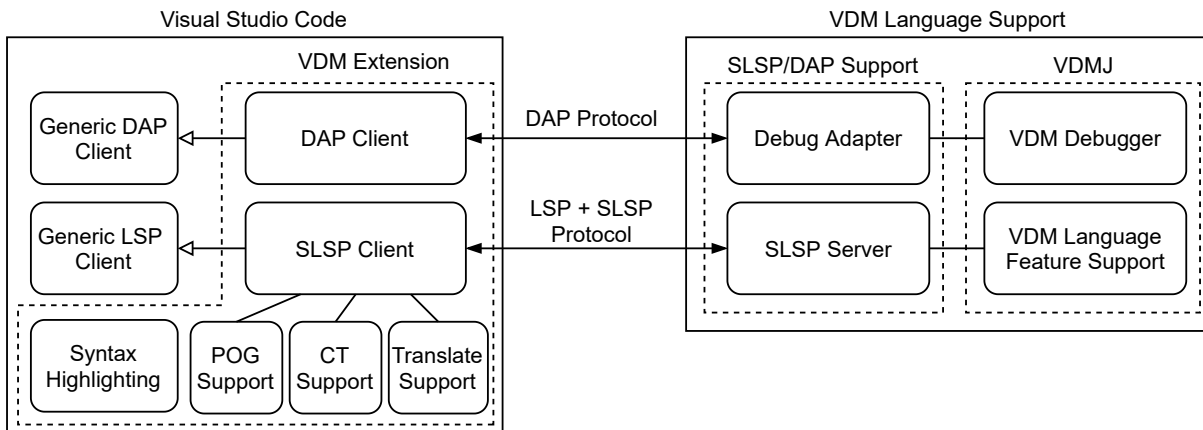 Visual Studio Code
VDM Extension
Generic DAP
Client
DAP Client
Generic LSP
Client
SLSP Client
Syntax
Highlighting
POG
Support
CT
Support
Translate
Support
DAP Protocol
LSP + SLSP
Protocol
VDM Language Support
SLSP/DAP Support
VDMJ
Debug Adapter
VDM Debugger
SLSP Server
VDM Language
Feature Support